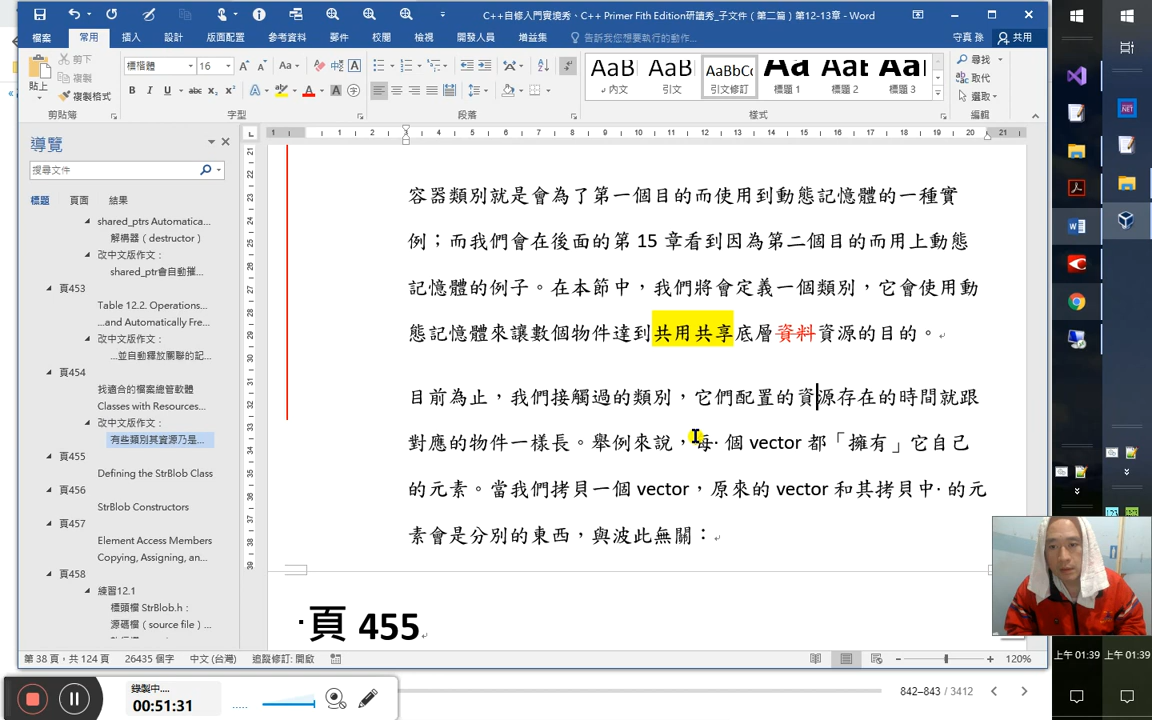 C++自修入門實境秀、C++ Primer Fith Edition研讀秀_子文件（第二篇）第12-13章 - Word
檔案 常用 插入 設計 版面配置 參考資料 郵件 校閱 檢視 開發人員 增益集 告訴我您想要執行的動作... 守真 孫 共用
貼上 剪下 複製 複製格式 剪貼簿
標楷體 16 字型
段落
AaB 內文 AaB 引文 AaBbCc 引文修訂 Aa 標題 1 Aat 標題 2 Aa 標題 3 樣式
尋找 取代 選取 編輯
導覽
搜尋文件
標題 頁面 結果
shared_ptrs Automatica...
解構器（destructor）
改中文版作文：
shared_ptr會自動摧...
頁453
Table 12.2. Operations...
...and Automatically Fre...
改中文版作文：
...並自動釋放關聯的記...
頁454
找適合的檔案總管軟體
Classes with Resources...
改中文版作文：
有些類別其資源乃是...
頁455
Defining the StrBlob Class
頁456
StrBlob Constructors
頁457
Element Access Members
Copying, Assigning, an...
頁458
練習12.1
標頭檔 StrBlob.h：
源碼檔（source file）...
容器類別就是會為了第一個目的而使用到動態記憶體的一種實
例；而我們會在後面的第 15 章看到因為第二個目的而用上動態
記憶體的例子。在本節中，我們將會定義一個類別，它會使用動
態記憶體來讓數個物件達到共用共享底層資料資源的目的。
目前為止，我們接觸過的類別，它們配置的資源存在的時間就跟
對應的物件一樣長。舉例來說，每 個 vector 都「擁有」它自己
的元素。當我們拷貝一個 vector，原來的 vector 和其拷貝中 的元
素會是分別的東西，與波此無關：
頁 455
第 38 頁，共 124 頁 26435 個字 中文 (台灣) 追蹤修訂: 開啟 120%
錄製中...
00:51:31
842–843 / 3412
上午 01:39 上午 01:39